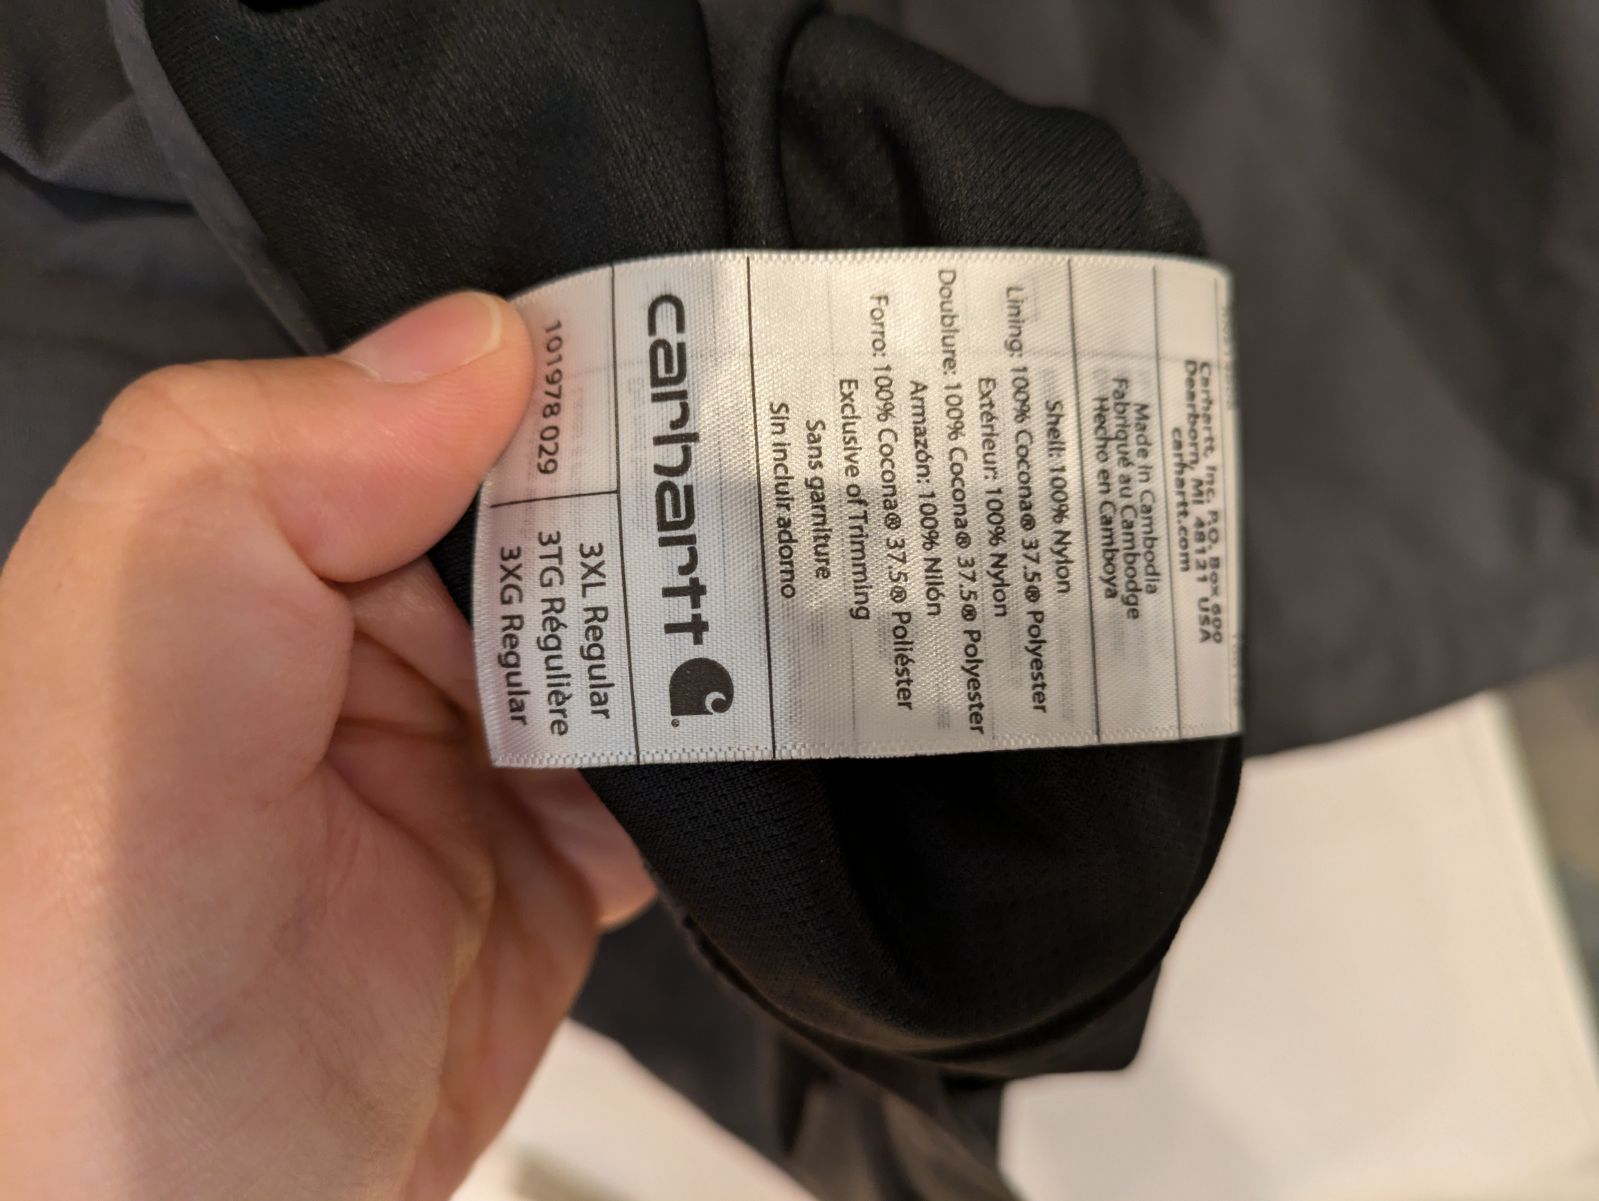 Carhartt, Inc. P.O. Box 600
Dearborn, MI 48121 USA
carhartt.com
Made in Cambodia
Fabriqué au Cambodge
Hecho en Camboya
Shell: 100% Nylon
Lining: 100% Cocona® 37.5® Polyester
Extérieur: 100% Nylon
Doublure: 100% Cocona® 37.5® Polyester
Armazón: 100% Nilón
Forro: 100% Cocona® 37.5® Poliéster
Exclusive of Trimming
Sans garniture
Sin incluir adorno
carhartt ®
101978 029
3XL Regular
3TG Régulière
3XG Regular